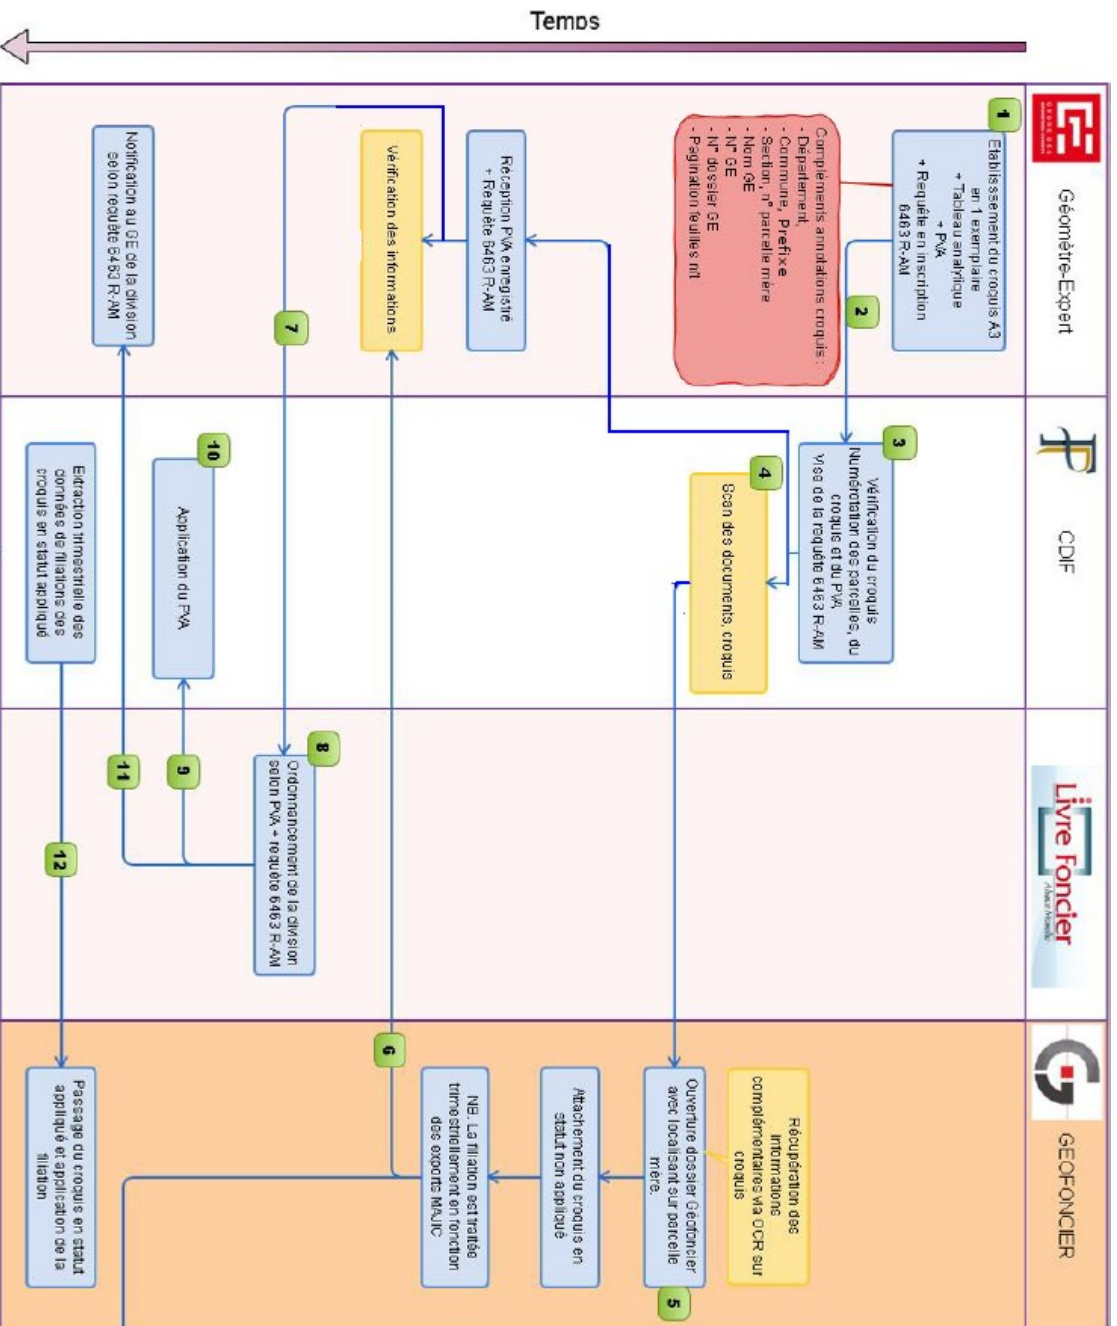 Temps
Géomètre-Expert
1
Etablissement du croquis A3
en 1 exemplaire
+ Tableau analytique
+ PVA
+ Requête en inscription
6463 R-AM
Compléments annotations croquis :
- Département,
- Commune, Prefixe
- Section, n° parcelle mère
- Nom GE
- N° GE
- N° dossier GE
- Pagination feuilles n/t
2
Réception PVA enregistré
+ Requête 6463 R-AM
Vérification des informations
7
Notification au GE de la division
selon requête 6463 R-AM
CDIF
3
Vérification du croquis
Numérotation des parcelles, du
croquis et du PVA
Visa de la requête 6463 R-AM
4
Scan des documents, croquis
10
Application du PVA
Extraction trimestrielle des
données de filiations des
croquis en statut appliqué
Livre Foncier
Alsace Moselle
8
Ordonnancement de la division
selon PVA + requête 6463 R-AM
9
11
12
GEOFONCIER
Récupération des
informations
complémentaires via OCR sur
croquis
Ouverture dossier Géofoncier
avec localisant sur parcelle
mère.
5
Attachement du croquis en
statut non appliqué
NB. La filiation est traitée
trimestriellement en fonction
des exports MAJIC
6
Passage du croquis en statut
appliqué et application de la
filiation